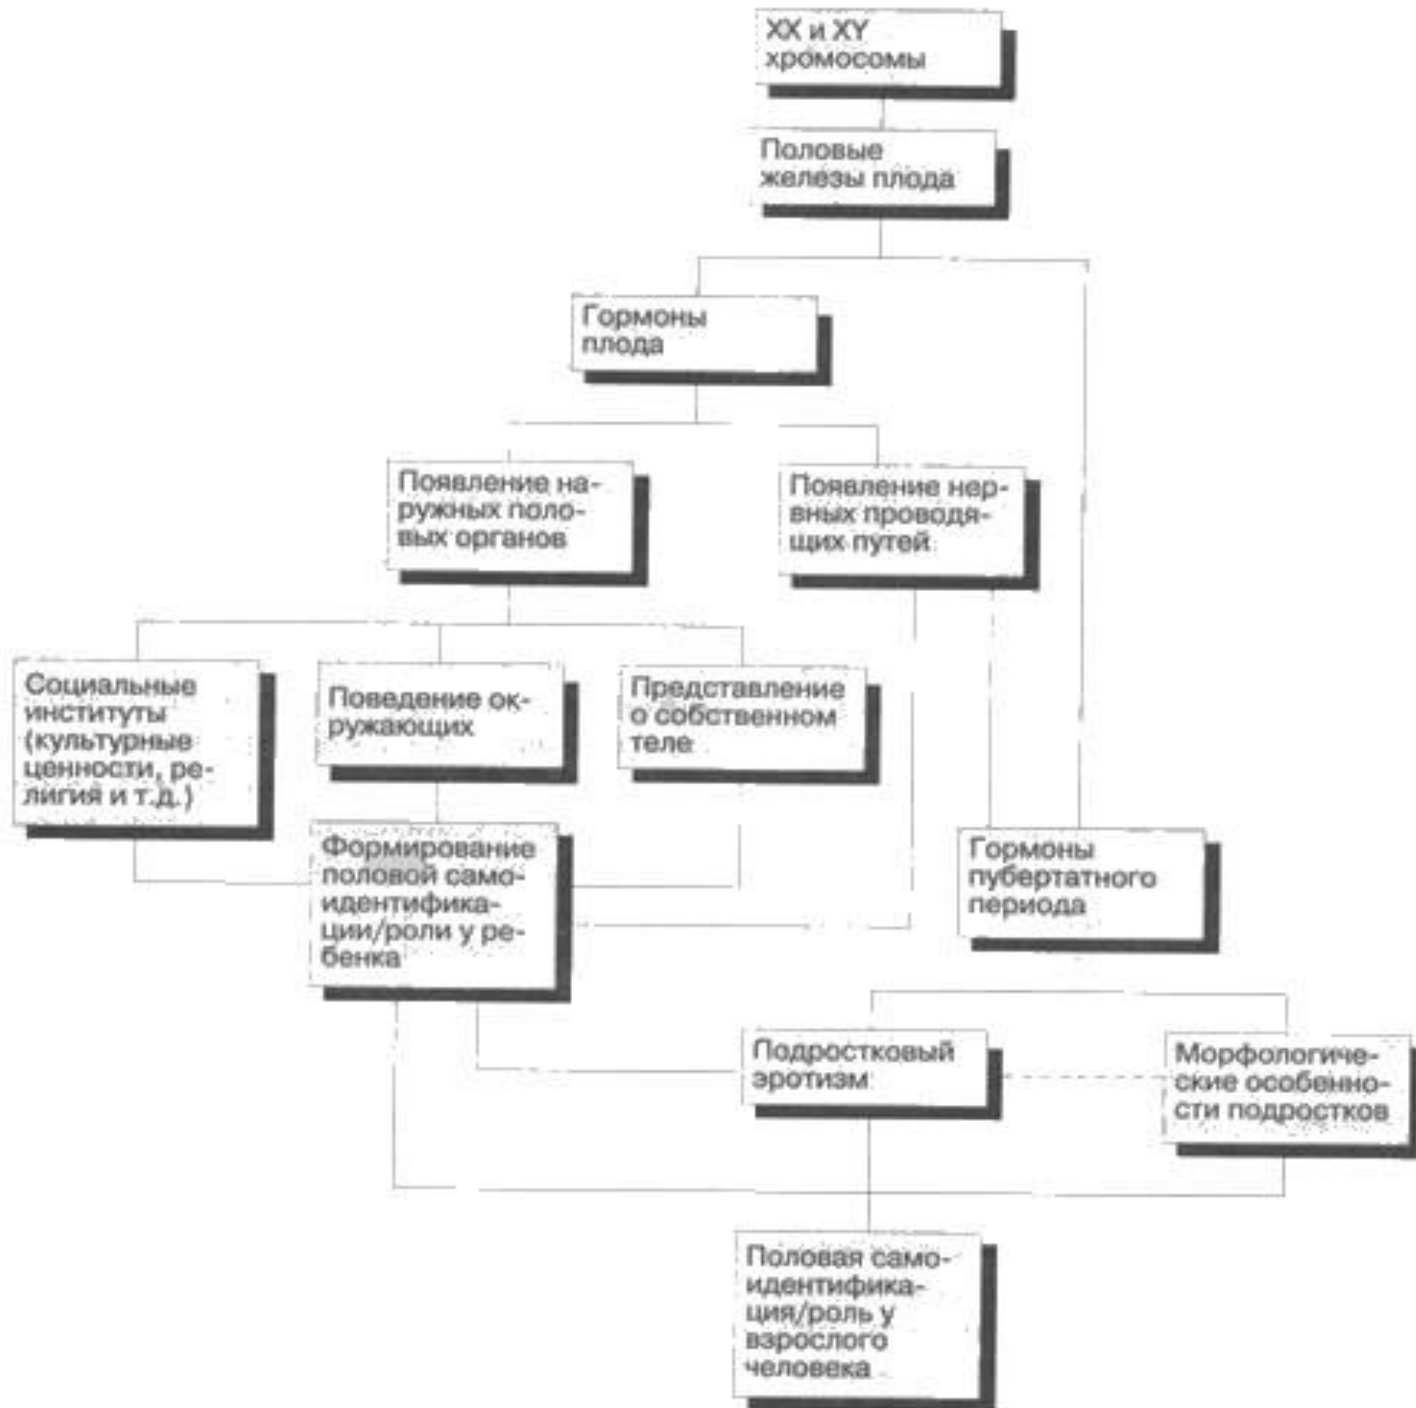 XX и XY
хромосомы
Половые
железы плода
Гормоны
плода
Появление на-
ружных поло-
вых органов
Появление нер-
вных проводя-
щих путей
Социальные
институты
(культурные
ценности, ре-
лигия и т.д.)
Поведение ок-
ружающих
Представление
о собственном
теле
Формирование
половой само-
идентифика-
ции/роли у ре-
бенка
Гормоны
пубертатного
периода
Подростковый
эротизм
Морфологиче-
ские особенно-
сти подростков
Половая само-
идентифика-
ция/роль у
взрослого
человека